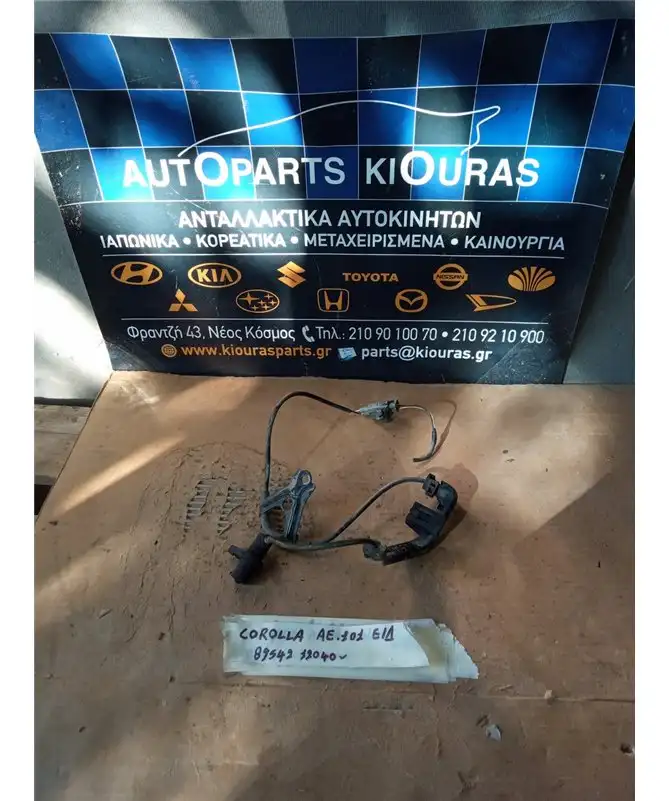 AUTOPARTS KIOURAS
ΑΝΤΑΛΛΑΚΤΙΚΑ ΑΥΤΟΚΙΝΗΤΩΝ
ΙΑΠΩΝΙΚΑ • ΚΟΡΕΑΤΙΚΑ • ΜΕΤΑΧΕΙΡΙΣΜΕΝΑ • ΚΑΙΝΟΥΡΓΙΑ
KIA TOYOTA NISSAN
Φραντζή 43, Νέος Κόσμος Τηλ.: 210 90 100 70 • 210 92 10 900
www.kiourasparts.gr parts@kiouras.gr
COROLLA AE.101 ΕΙΔ
89542 12040